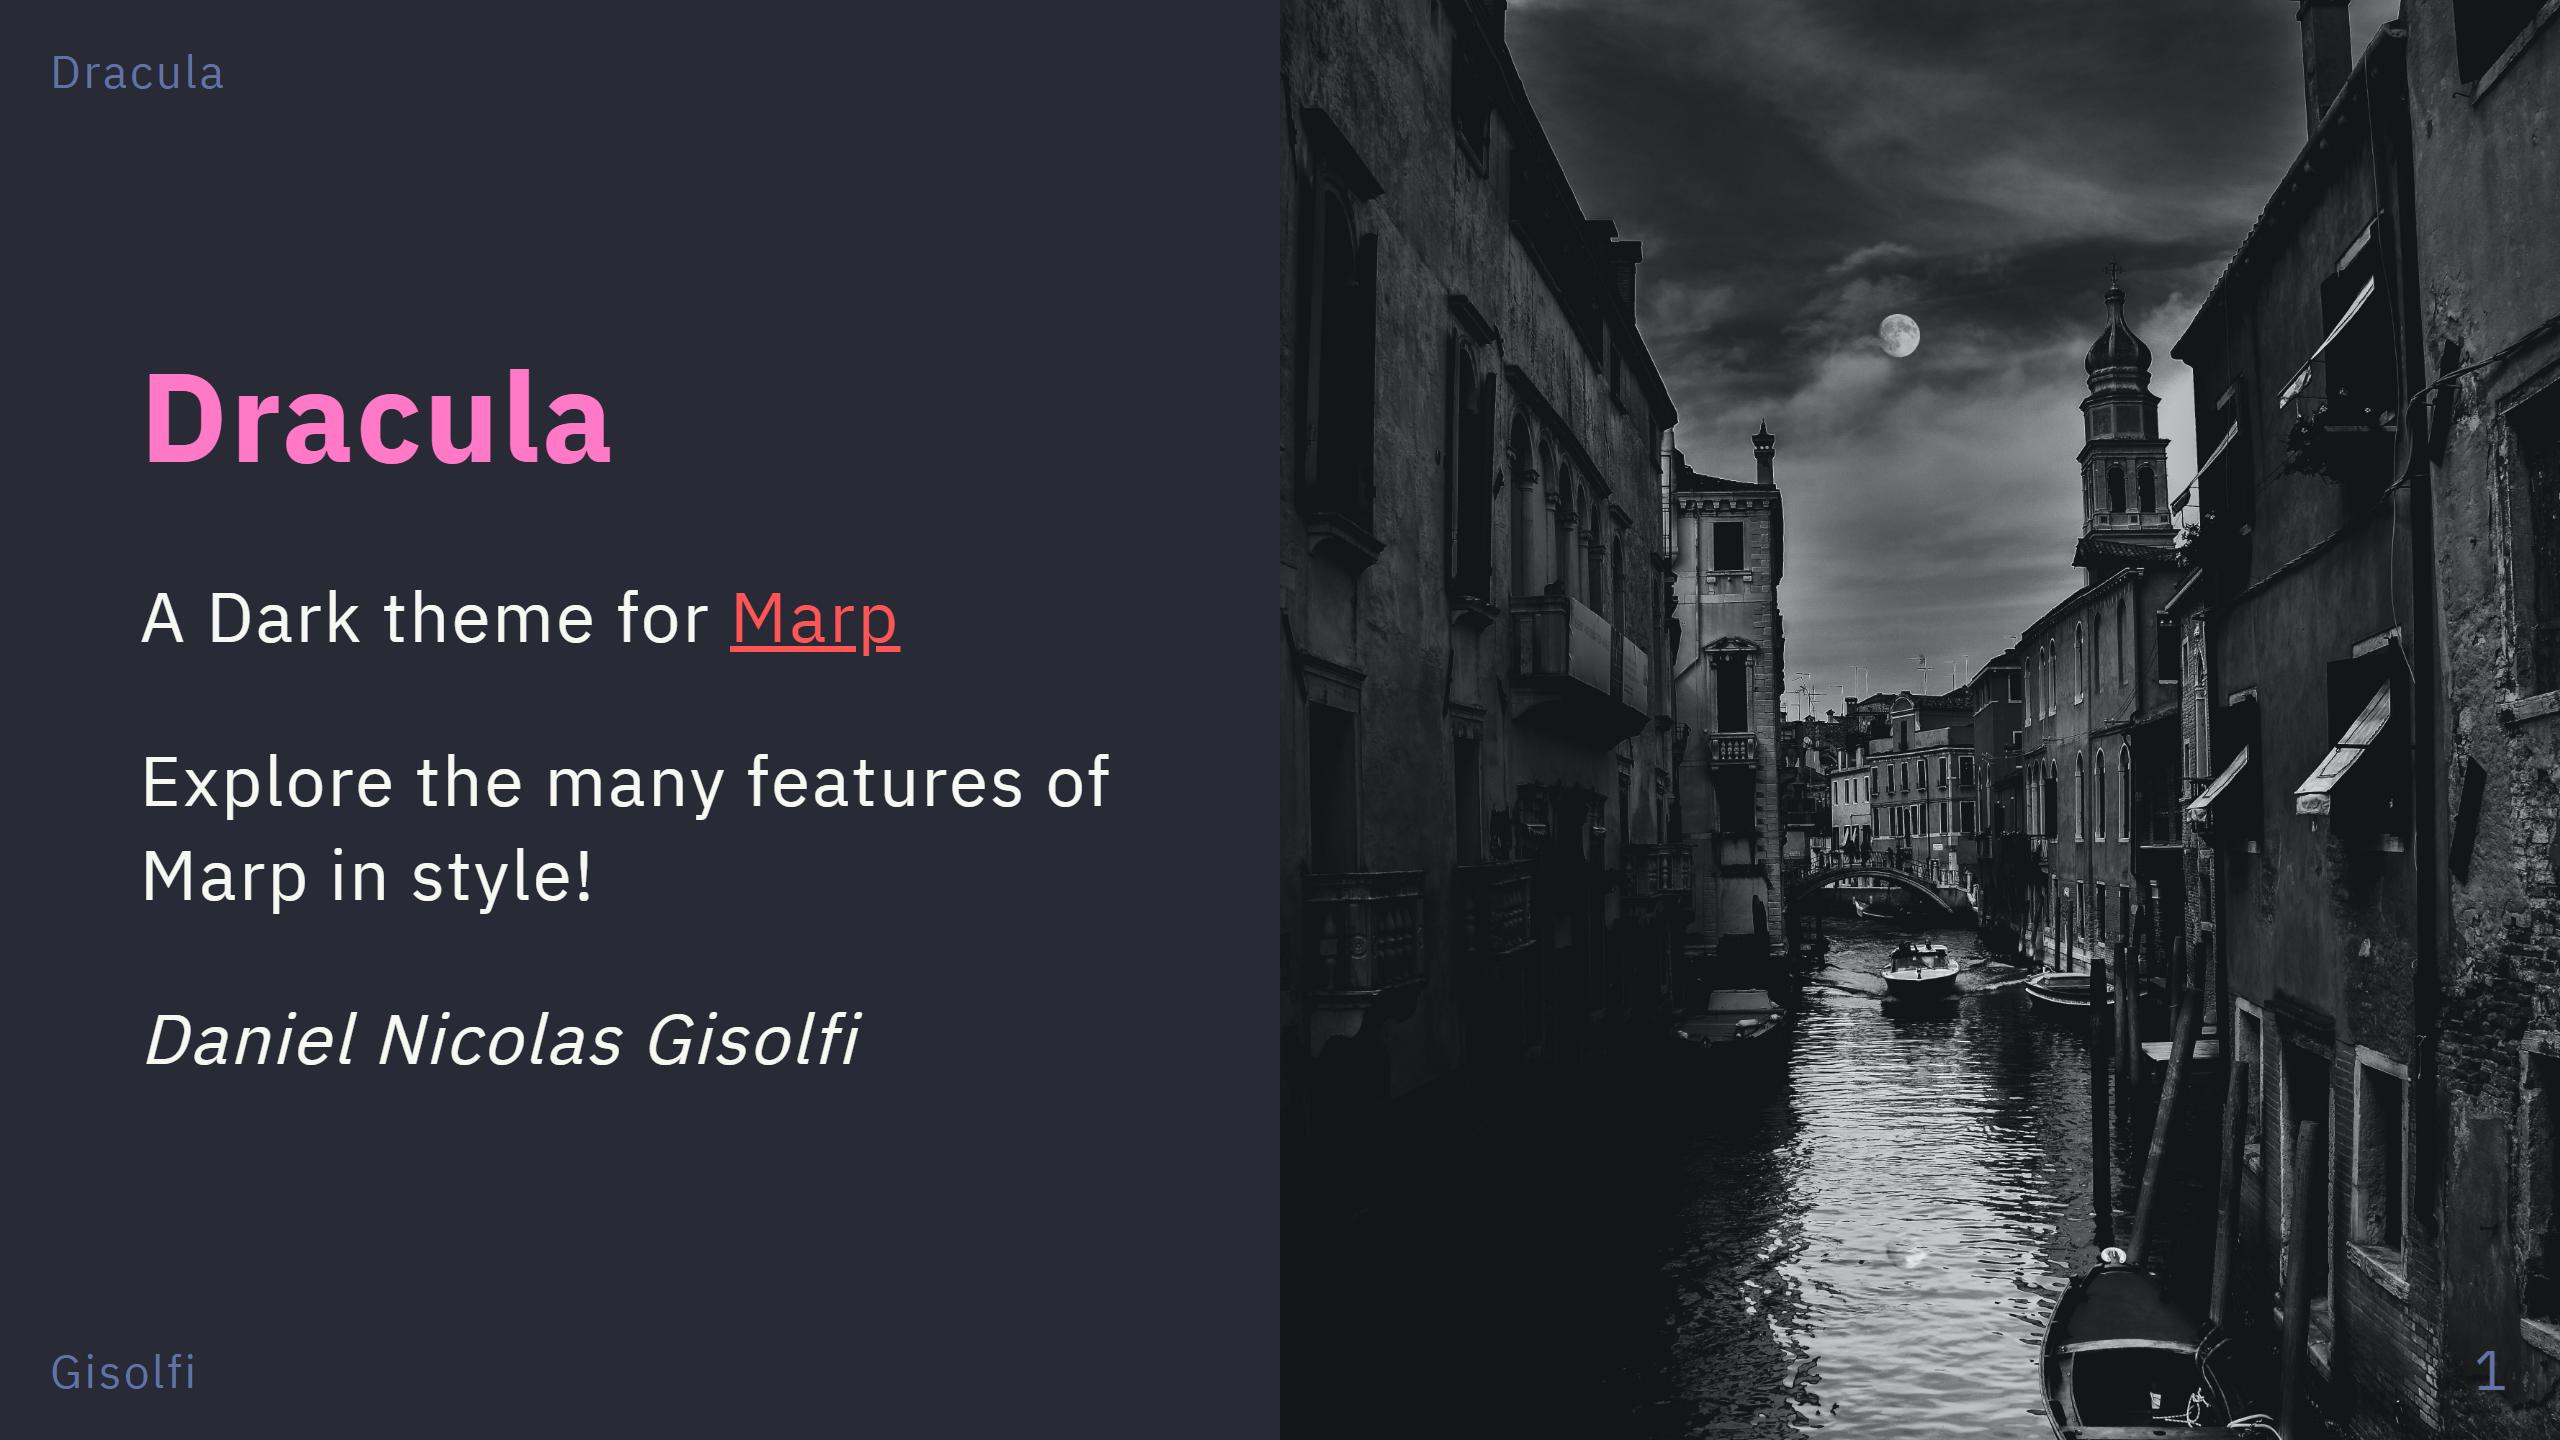 Dracula
Dracula
A Dark theme for Marp
Explore the many features of
Marp in style!
Daniel Nicolas Gisolfi
Gisolfi
1